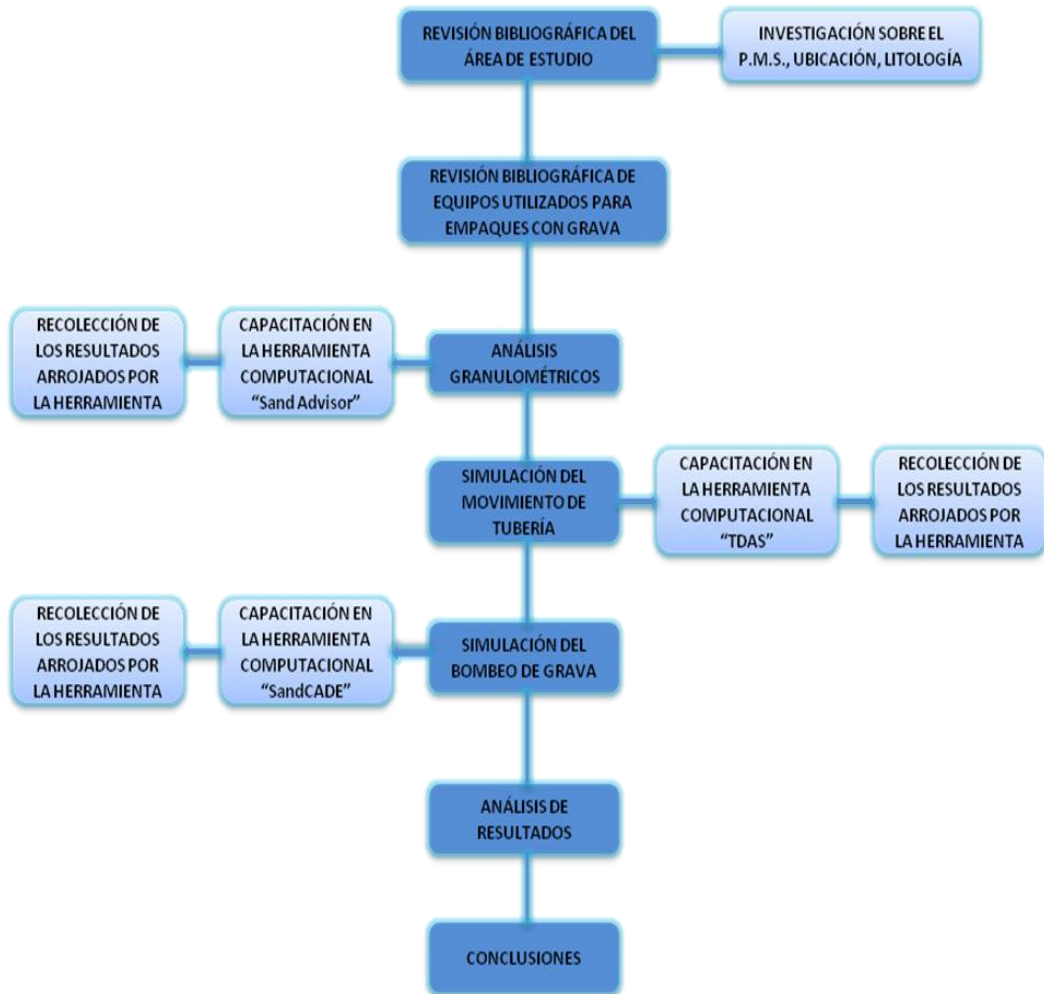 REVISIÓN BIBLIOGRÁFICA DEL
ÁREA DE ESTUDIO
INVESTIGACIÓN SOBRE EL
P.M.S., UBICACIÓN, LITOLOGÍA
REVISIÓN BIBLIOGRÁFICA DE
EQUIPOS UTILIZADOS PARA
EMPAQUES CON GRAVA
RECOLECCIÓN DE
LOS RESULTADOS
ARROJADOS POR
LA HERRAMIENTA
CAPACITACIÓN EN
LA HERRAMIENTA
COMPUTACIONAL
“Sand Advisor”
ANÁLISIS
GRANULOMÉTRICOS
SIMULACIÓN DEL
MOVIMIENTO DE
TUBERÍA
CAPACITACIÓN EN
LA HERRAMIENTA
COMPUTACIONAL
“TDAS”
RECOLECCIÓN DE
LOS RESULTADOS
ARROJADOS POR
LA HERRAMIENTA
RECOLECCIÓN DE
LOS RESULTADOS
ARROJADOS POR
LA HERRAMIENTA
CAPACITACIÓN EN
LA HERRAMIENTA
COMPUTACIONAL
“SandCADE”
SIMULACIÓN DEL
BOMBEO DE GRAVA
ANÁLISIS DE
RESULTADOS
CONCLUSIONES